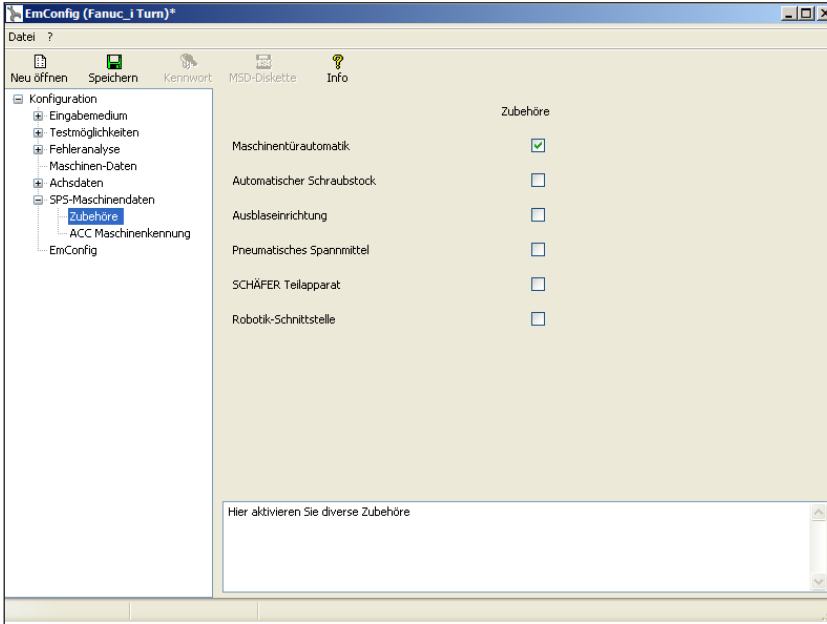 EmConfig (Fanuc_i Turn)*
Datei ?
Neu öffnen Speichern Kennwort MSD-Diskette Info
Konfiguration
Eingabemedium
Testmöglichkeiten
Fehleranalyse
Maschinen-Daten
Achsdaten
SPS-Maschinendaten
Zubehöre
ACC Maschinenkennung
EmConfig
Zubehöre
Maschinentürautomatik
Automatischer Schraubstock
Ausblaseinrichtung
Pneumatisches Spannmittel
SCHÄFER Teilapparat
Robotik-Schnittstelle
Hier aktivieren Sie diverse Zubehöre